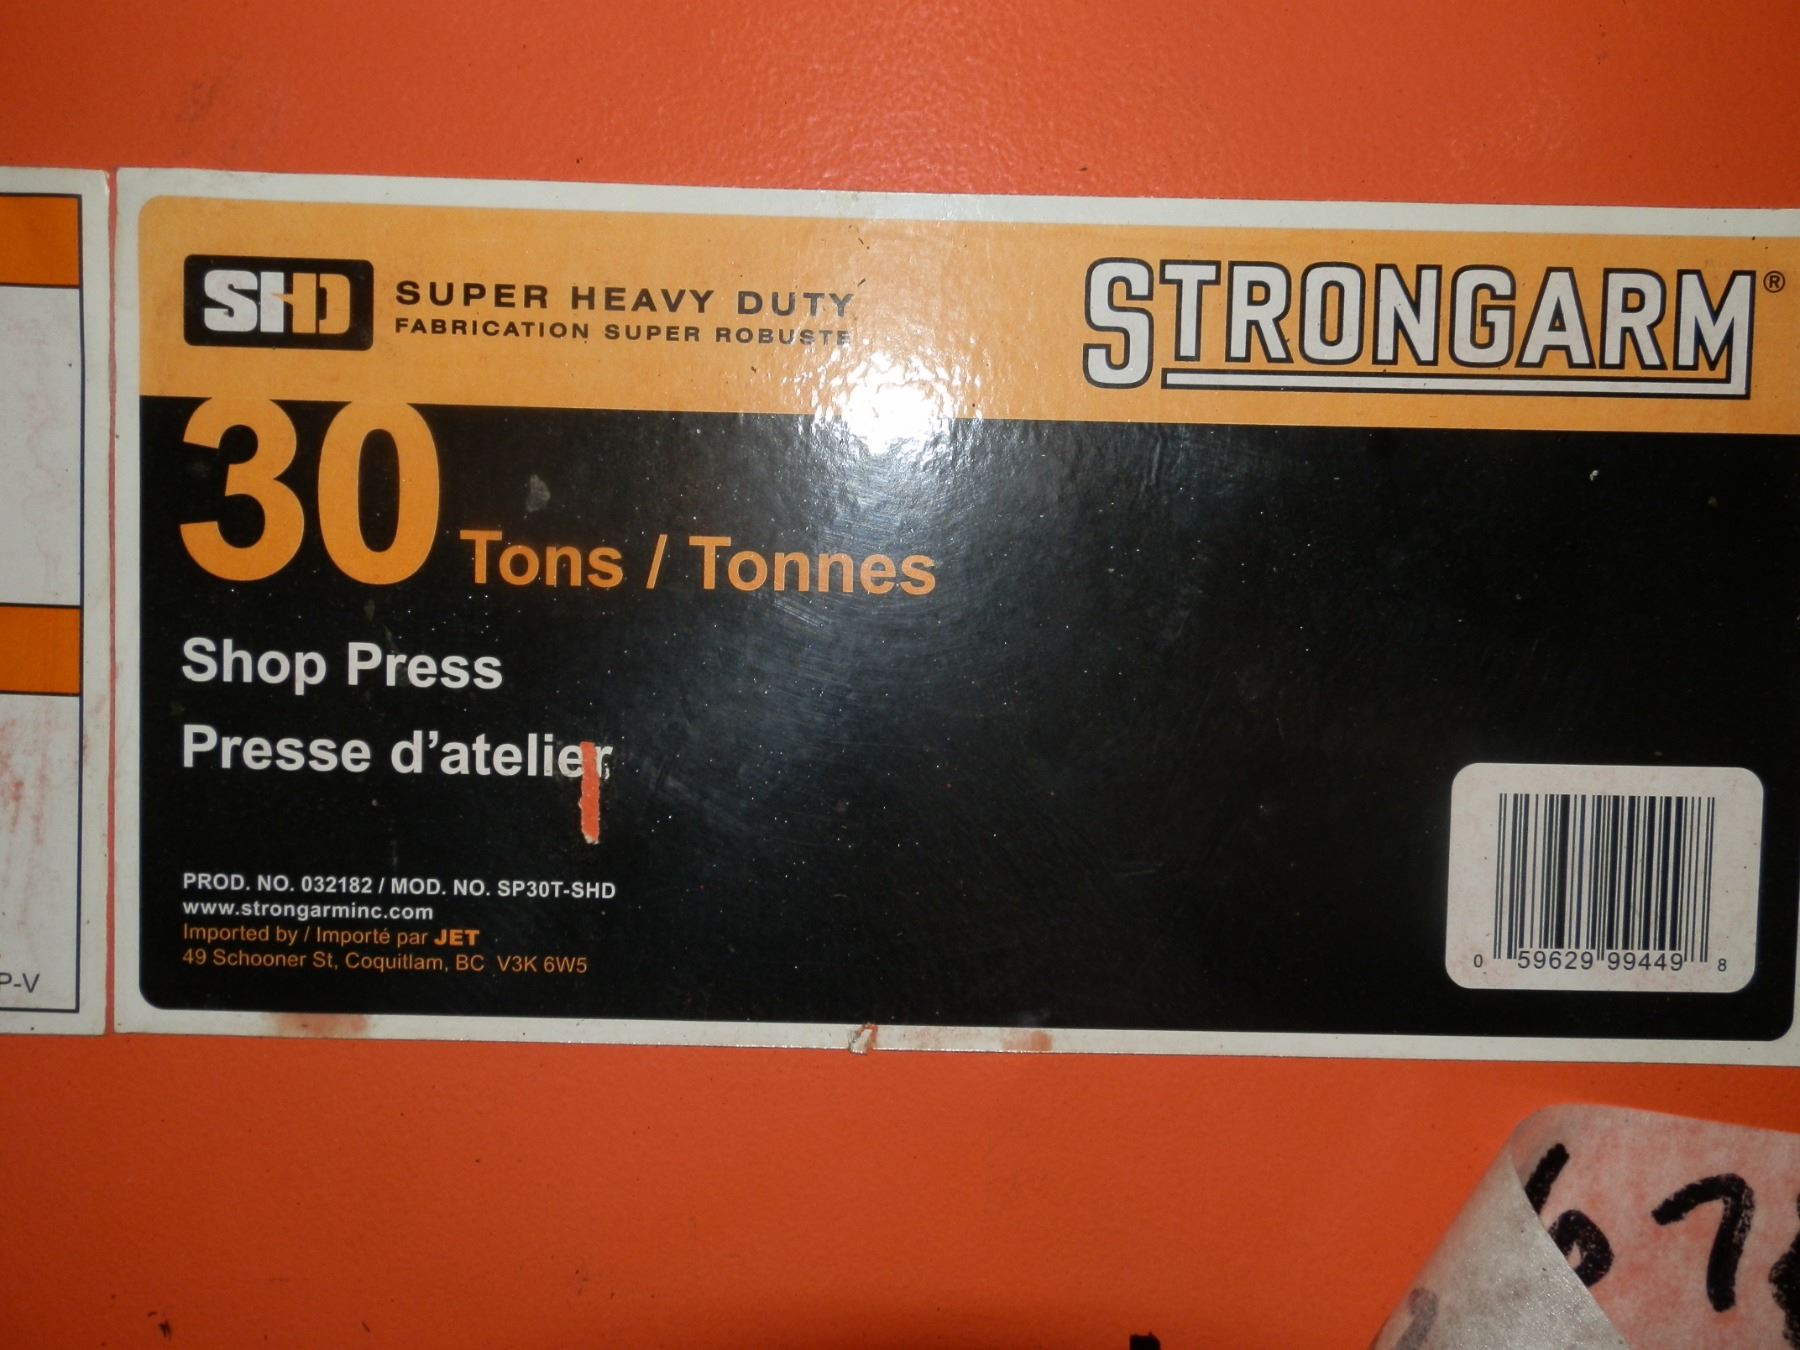 SHD
SUPER HEAVY DUTY
FABRICATION SUPER ROBUSTE
STRONGARM®
30 Tons / Tonnes
Shop Press
Presse d'atelier
PROD. NO. 032182 / MOD. NO. SP30T-SHD
www.strongarminc.com
Imported by / Importé par JET
49 Schooner St, Coquitlam, BC V3K 6W5
0 59629 99449 8
P-V
67